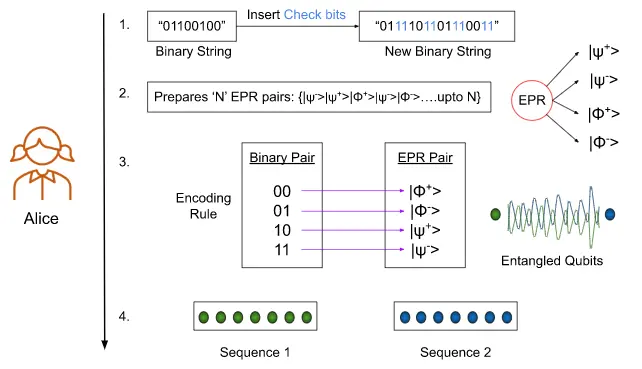 1.
"01100100"
Insert Check bits
"0111101101110011"
Binary String
New Binary String
2.
Prepares 'N' EPR pairs: {|ψ->|ψ+>|Φ+>|ψ->|Φ->....upto N}
EPR
|ψ+>
|ψ->
|Φ+>
|Φ->
Alice
3.
Encoding
Rule
Binary Pair
EPR Pair
00
|Φ+>
01
|Φ->
10
|ψ+>
11
|ψ->
Entangled Qubits
4.
Sequence 1
Sequence 2